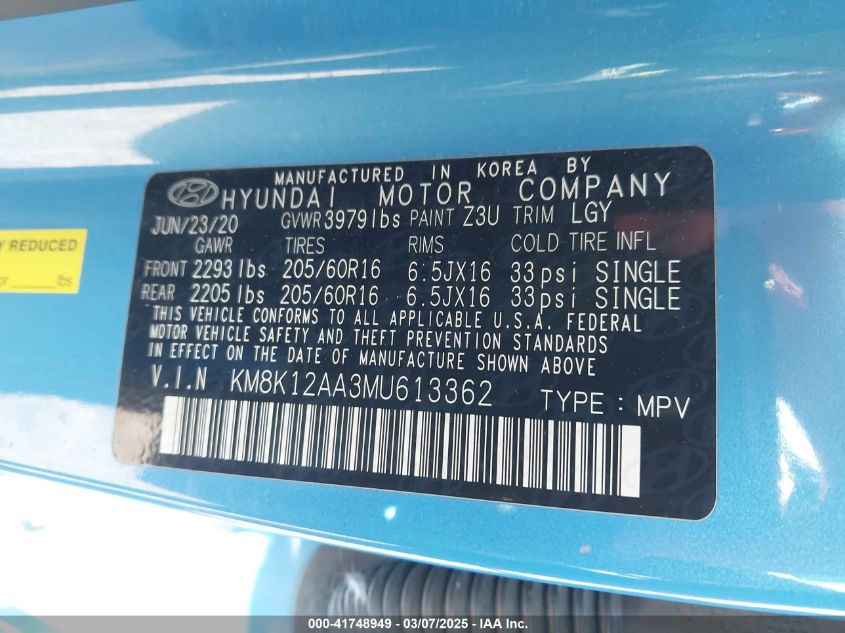 MANUFACTURED IN KOREA BY
HYUNDAI MOTOR COMPANY
JUN/23/20 GVWR 3979lbs PAINT Z3U TRIM LGY
GAWR TIRES RIMS COLD TIRE INFL
FRONT 2293lbs 205/60R16 6.5JX16 33psi SINGLE
REAR 2205lbs 205/60R16 6.5JX16 33psi SINGLE
THIS VEHICLE CONFORMS TO ALL APPLICABLE U.S.A. FEDERAL
MOTOR VEHICLE SAFETY AND THEFT PREVENTION STANDARDS
IN EFFECT ON THE DATE OF MANUFACTURE SHOWN ABOVE
V.I.N KM8K12AA3MU613362 TYPE : MPV
Y REDUCED
or ____lbs
000-41748949 - 03/07/2025 - IAA Inc.